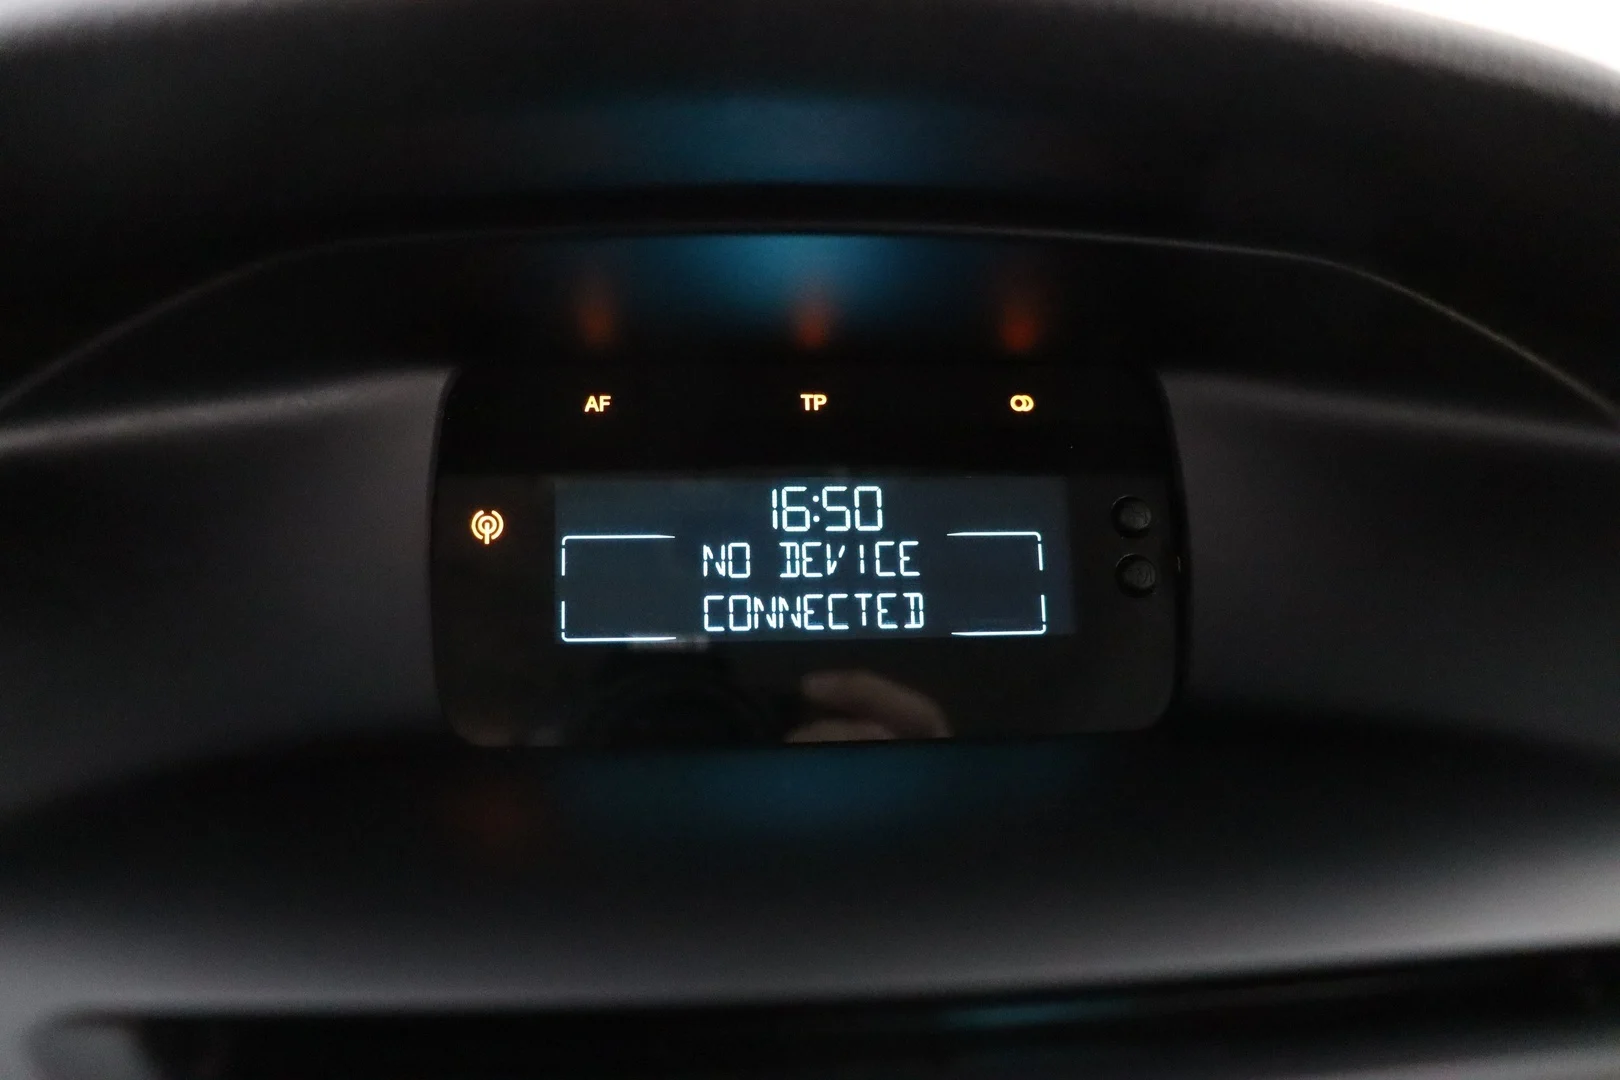 AF TP
16:50
NO DEVICE
CONNECTED